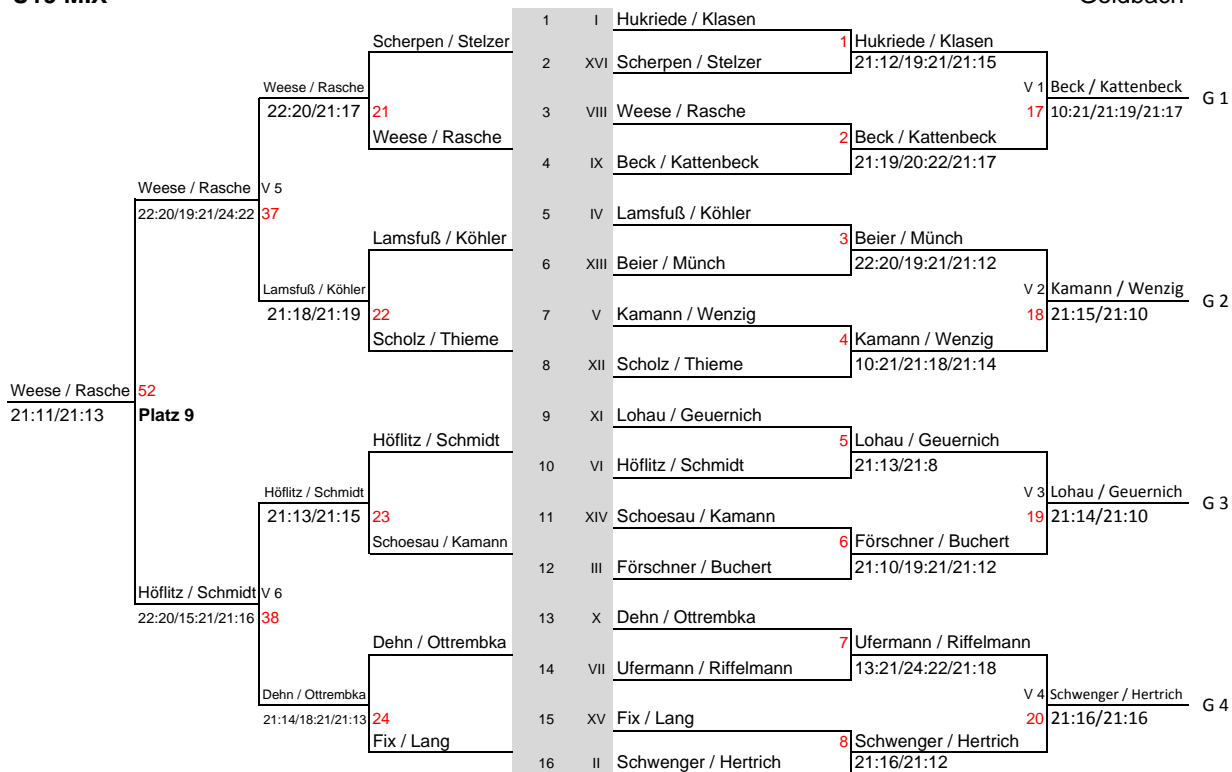 1 I Hukriede / Klasen
Scherpen / Stelzer 1 Hukriede / Klasen
2 XVI Scherpen / Stelzer 21:12/19:21/21:15
Weese / Rasche V 1 Beck / Kattenbeck G 1
22:20/21:17 21 3 VIII Weese / Rasche 17 10:21/21:19/21:17
Weese / Rasche 2 Beck / Kattenbeck
4 IX Beck / Kattenbeck 21:19/20:22/21:17
Weese / Rasche V 5
22:20/19:21/24:22 37 5 IV Lamsfuß / Köhler
Lamsfuß / Köhler 3 Beier / Münch
6 XIII Beier / Münch 22:20/19:21/21:12
Lamsfuß / Köhler V 2 Kamann / Wenzig G 2
21:18/21:19 22 7 V Kamann / Wenzig 18 21:15/21:10
Scholz / Thieme 4 Kamann / Wenzig
8 XII Scholz / Thieme 10:21/21:18/21:14
Weese / Rasche 52
21:11/21:13 Platz 9 9 XI Lohau / Geuernich
Höflitz / Schmidt 5 Lohau / Geuernich
10 VI Höflitz / Schmidt 21:13/21:8
Höflitz / Schmidt V 3 Lohau / Geuernich G 3
21:13/21:15 23 11 XIV Schoesau / Kamann 19 21:14/21:10
Schoesau / Kamann 6 Förschner / Buchert
12 III Förschner / Buchert 21:10/19:21/21:12
Höflitz / Schmidt V 6
22:20/15:21/21:16 38 13 X Dehn / Ottrembka
Dehn / Ottrembka 7 Ufermann / Riffelmann
14 VII Ufermann / Riffelmann 13:21/24:22/21:18
Dehn / Ottrembka V 4 Schwenger / Hertrich G 4
21:14/18:21/21:13 24 15 XV Fix / Lang 20 21:16/21:16
Fix / Lang 8 Schwenger / Hertrich
16 II Schwenger / Hertrich 21:16/21:12